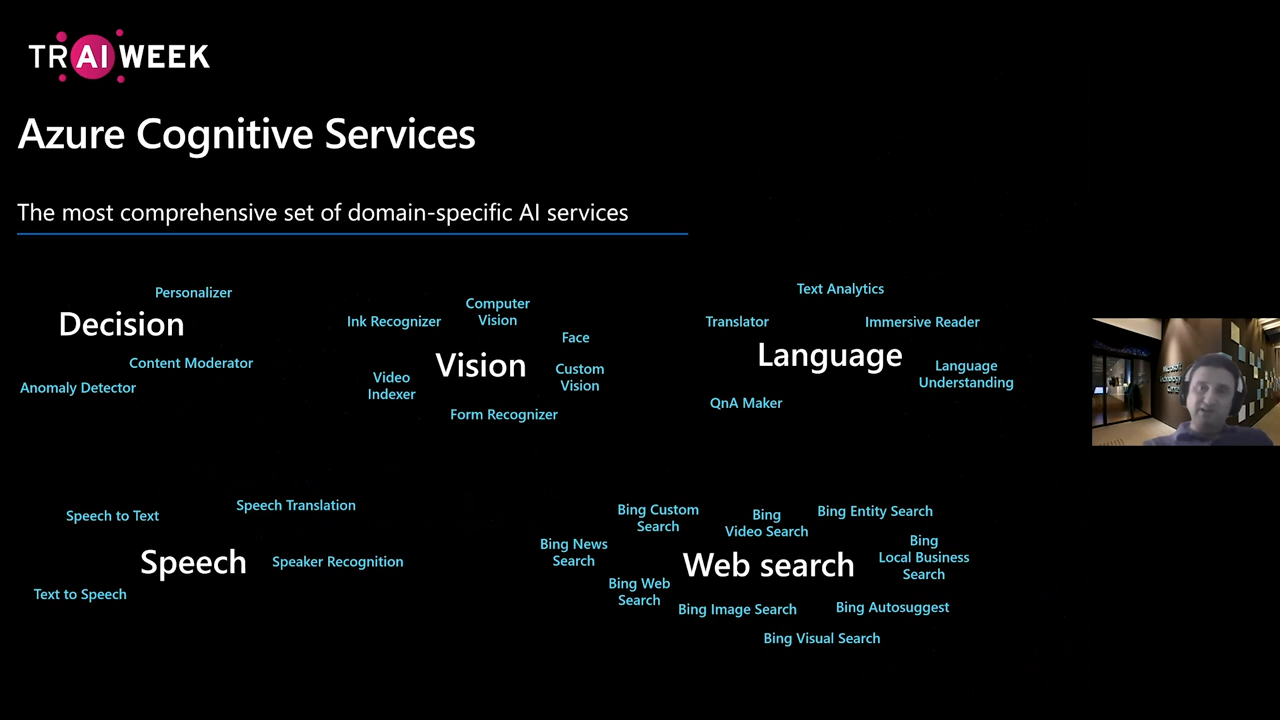 TRAI WEEK
Azure Cognitive Services
The most comprehensive set of domain-specific AI services
Personalizer
Decision
Content Moderator
Anomaly Detector
Ink Recognizer
Computer
Vision
Face
Vision
Video
Indexer
Custom
Vision
Form Recognizer
Text Analytics
Translator
Immersive Reader
Language
Language
Understanding
QnA Maker
Speech to Text
Speech Translation
Speech
Speaker Recognition
Text to Speech
Bing Custom
Search
Bing
Video Search
Bing Entity Search
Bing News
Search
Web search
Bing
Local Business
Search
Bing Web
Search
Bing Image Search
Bing Autosuggest
Bing Visual Search